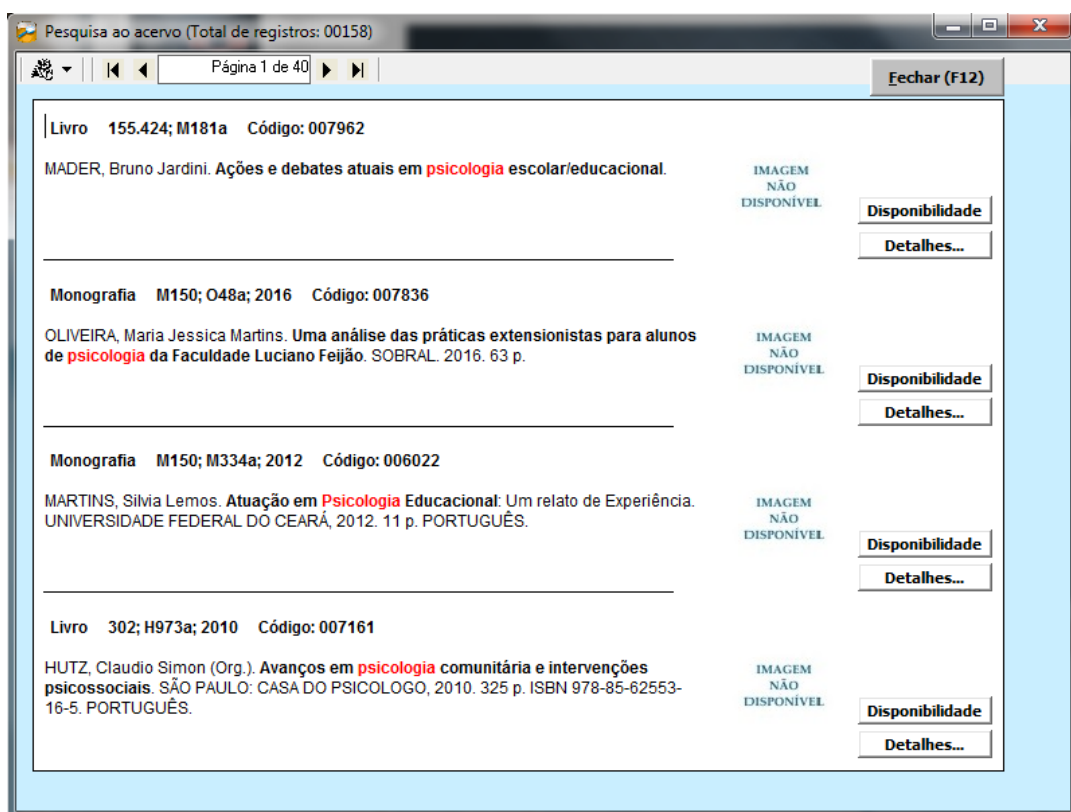 Pesquisa ao acervo (Total de registros: 00158)
Página 1 de 40
Fechar (F12)
Livro 155.424; M181a Código: 007962
MADER, Bruno Jardini. Ações e debates atuais em psicologia escolar/educacional.
IMAGEM
NÃO
DISPONÍVEL
Disponibilidade
Detalhes...
Monografia M150; O48a; 2016 Código: 007836
OLIVEIRA, Maria Jessica Martins. Uma análise das práticas extensionistas para alunos
de psicologia da Faculdade Luciano Feijão. SOBRAL. 2016. 63 p.
IMAGEM
NÃO
DISPONÍVEL
Disponibilidade
Detalhes...
Monografia M150; M334a; 2012 Código: 006022
MARTINS, Silvia Lemos. Atuação em Psicologia Educacional: Um relato de Experiência.
UNIVERSIDADE FEDERAL DO CEARÁ, 2012. 11 p. PORTUGUÊS.
IMAGEM
NÃO
DISPONÍVEL
Disponibilidade
Detalhes...
Livro 302; H973a; 2010 Código: 007161
HUTZ, Claudio Simon (Org.). Avanços em psicologia comunitária e intervenções
psicossociais. SÃO PAULO: CASA DO PSICOLOGO, 2010. 325 p. ISBN 978-85-62553-
16-5. PORTUGUÊS.
IMAGEM
NÃO
DISPONÍVEL
Disponibilidade
Detalhes...